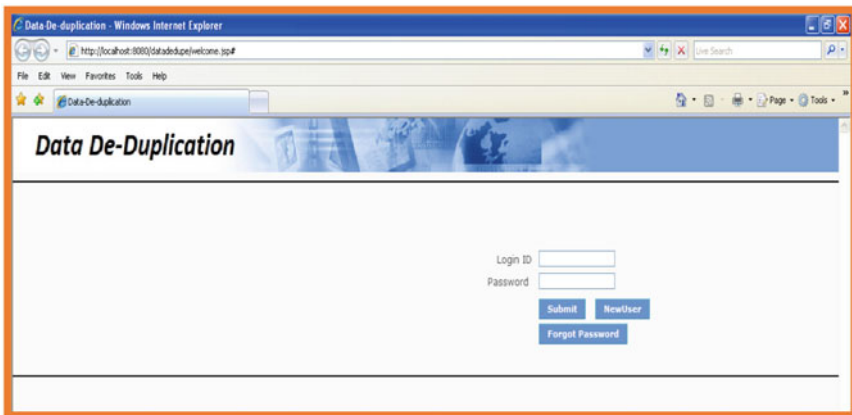 Data-De-duplication - Windows Internet Explorer
http://localhost:8080/datadedupe/welcome.jsp#
Live Search
File Edit View Favorites Tools Help
Data-De-duplication
Page Tools
Data De-Duplication
Login ID
Password
Submit NewUser
Forgot Password